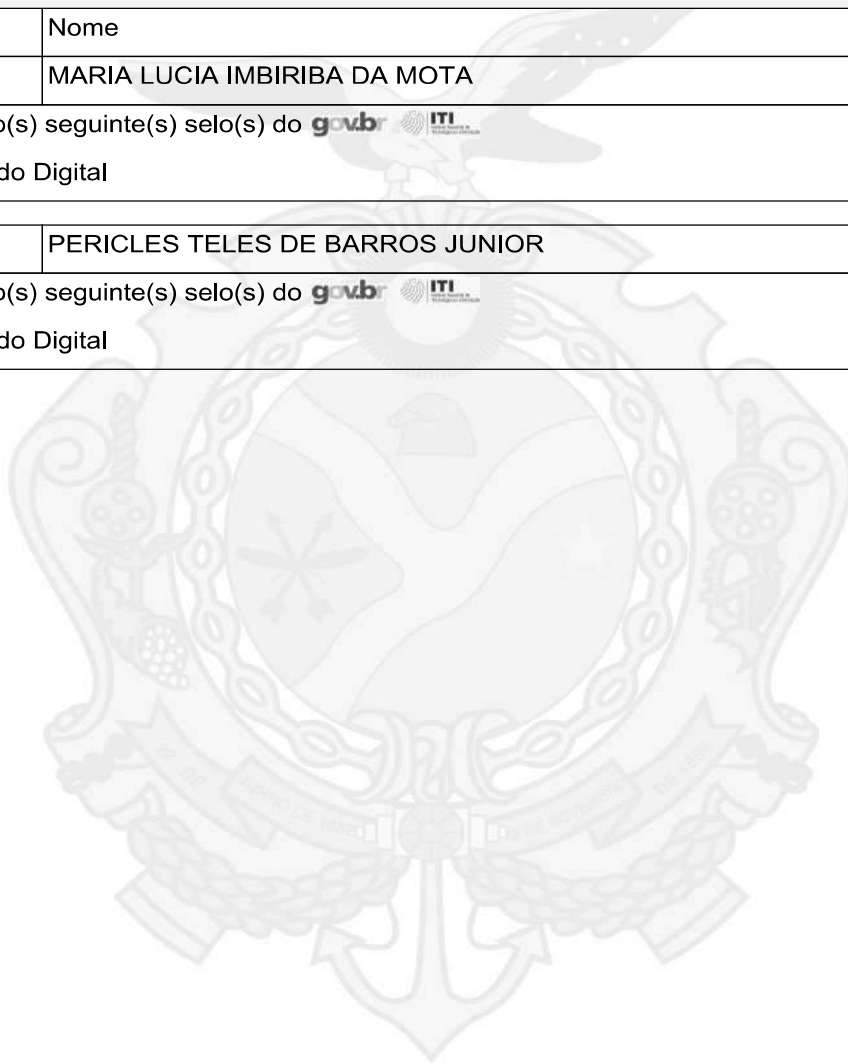 Nome
MARIA LUCIA IMBIRIBA DA MOTA
o(s) seguinte(s) selo(s) do gov.br ITI
do Digital
PERICLES TELES DE BARROS JUNIOR
o(s) seguinte(s) selo(s) do gov.br ITI
do Digital